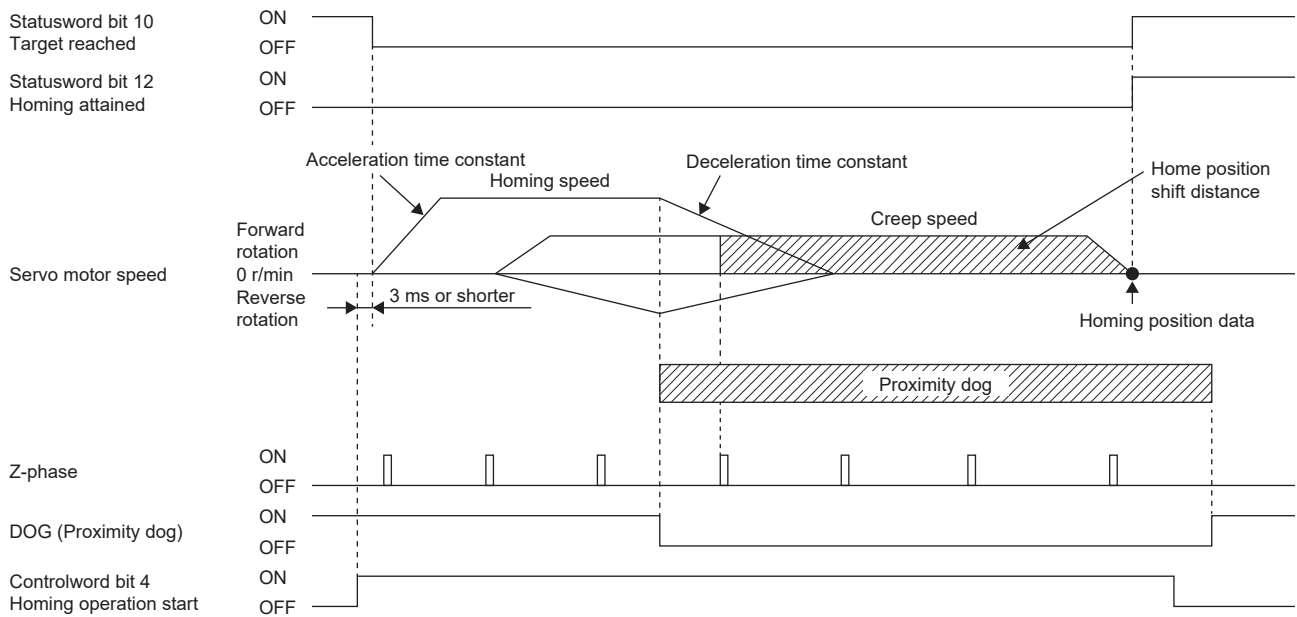 Statusword bit 10
Target reached
ON
OFF
Statusword bit 12
Homing attained
ON
OFF
Acceleration time constant
Homing speed
Deceleration time constant
Home position
shift distance
Creep speed
Servo motor speed
Forward
rotation
0 r/min
Reverse
rotation
3 ms or shorter
Homing position data
Proximity dog
Z-phase
ON
OFF
DOG (Proximity dog)
ON
OFF
Controlword bit 4
Homing operation start
ON
OFF